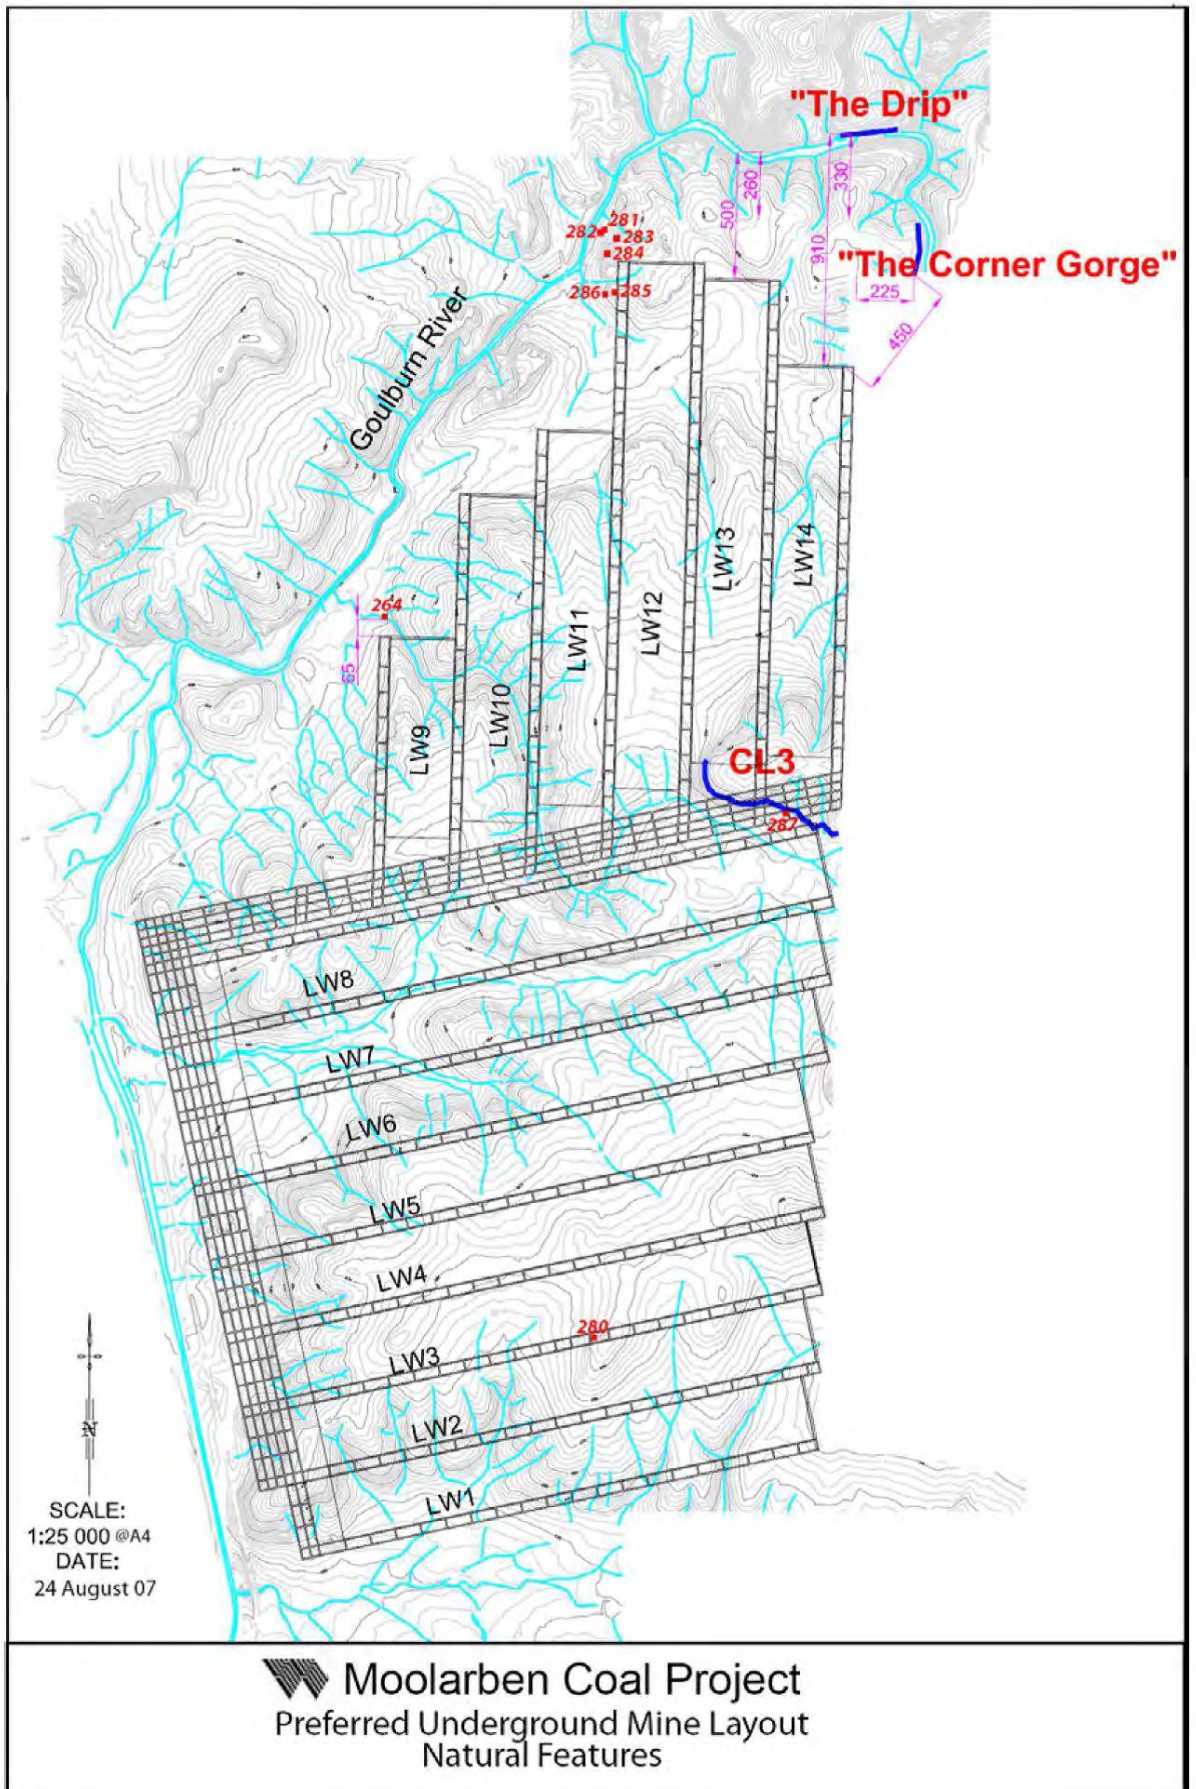 "The Drip"
260
330
500
910
281
282
283
284
286
285
"The Corner Gorge"
225
450
Goulburn River
264
65
LW13
LW14
LW12
LW11
LW10
LW9
CL3
287
LW8
LW7
LW6
LW5
LW4
280
LW3
LW2
LW1
N
SCALE:
1:25 000 @A4
DATE:
24 August 07
Moolarben Coal Project
Preferred Underground Mine Layout
Natural Features